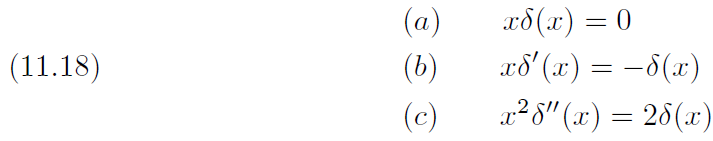 (a) xδ(x) = 0
(11.18) (b) xδ′(x) = −δ(x)
(c) x²δ″(x) = 2δ(x)